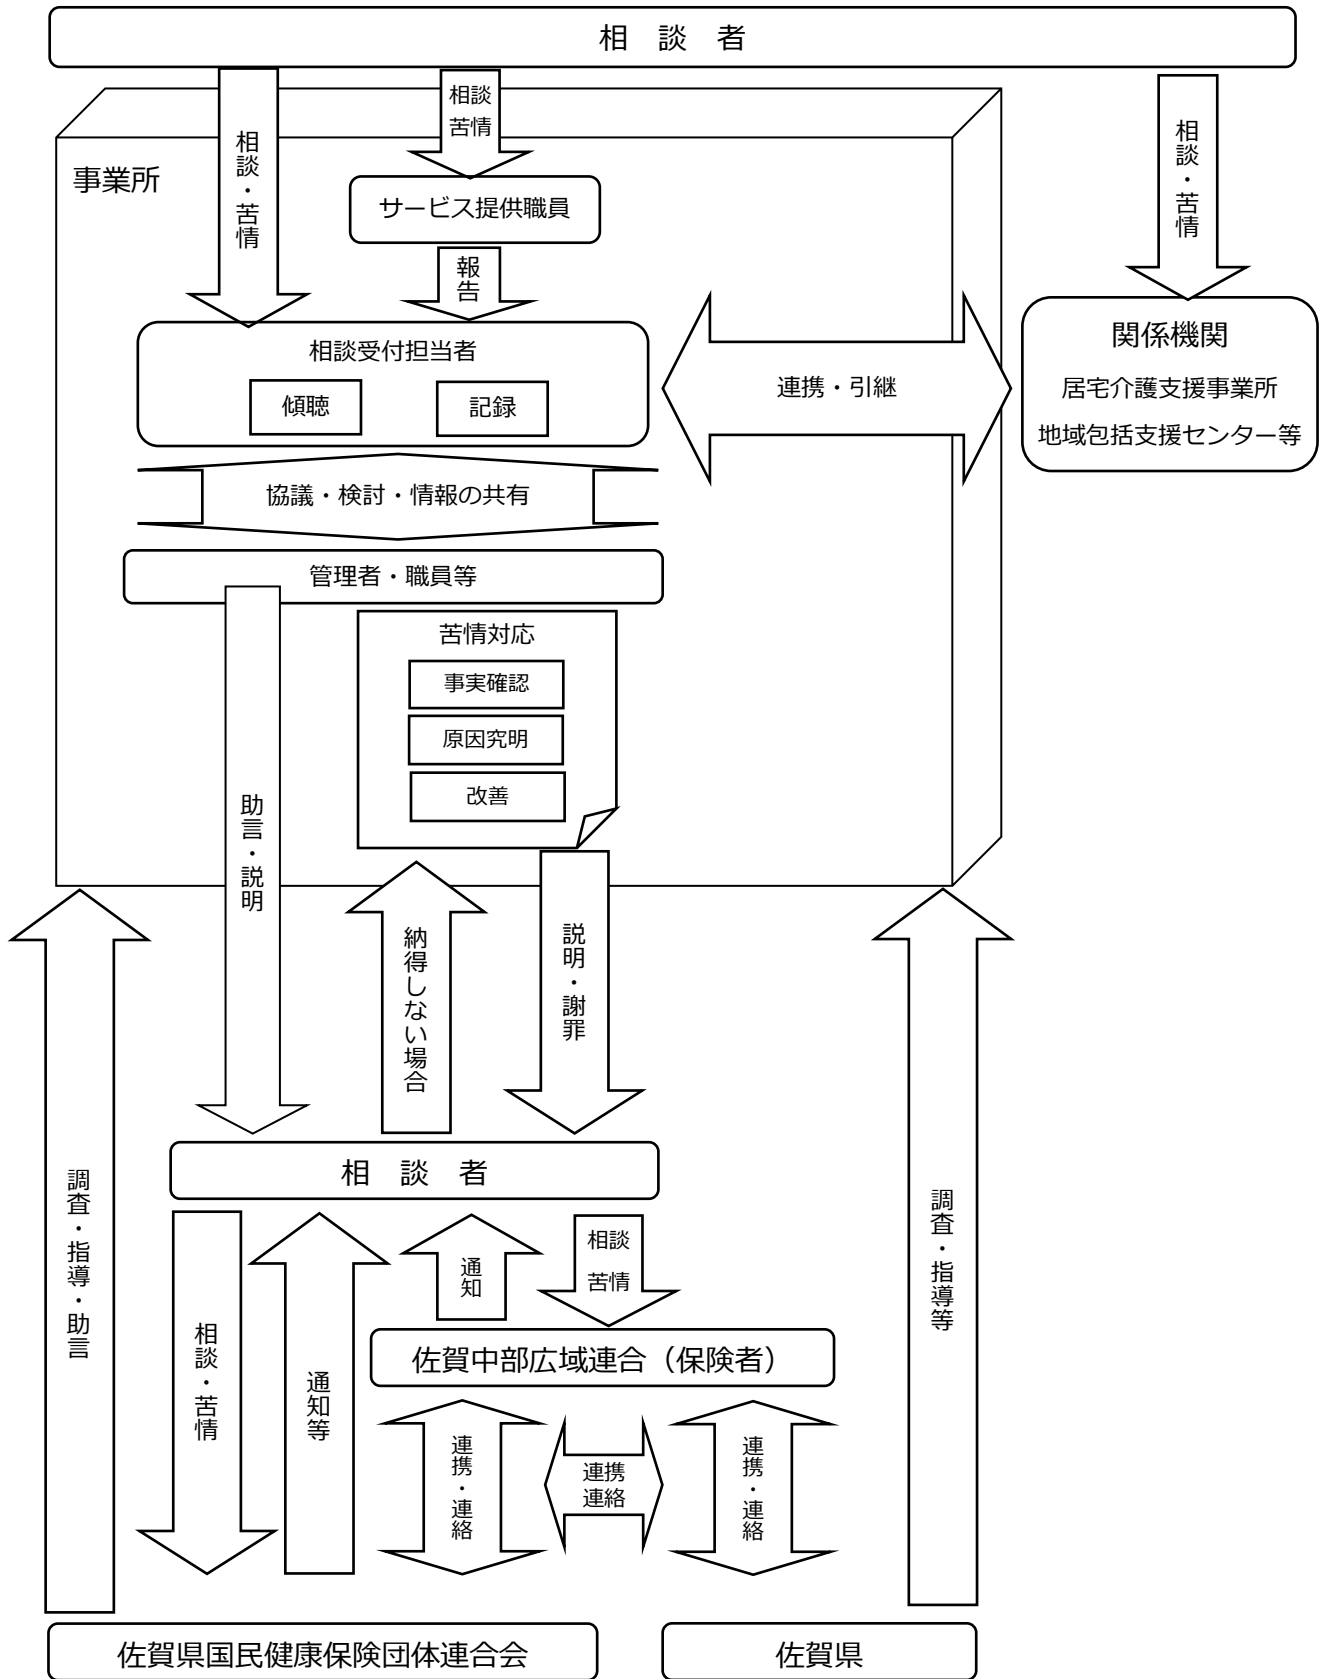 相　談　者
相談
苦情
相談・苦情
相談・苦情
事業所
サービス提供職員
報告
相談受付担当者
傾聴
記録
連携・引継
関係機関
居宅介護支援事業所
地域包括支援センター等
協議・検討・情報の共有
管理者・職員等
苦情対応
事実確認
原因究明
改善
助言・説明
納得しない場合
説明・謝罪
相　談　者
調査・指導・助言
調査・指導等
相談・苦情
通知等
通知
相談
苦情
佐賀中部広域連合（保険者）
連携・連絡
連携
連絡
連携・連絡
佐賀県国民健康保険団体連合会
佐賀県